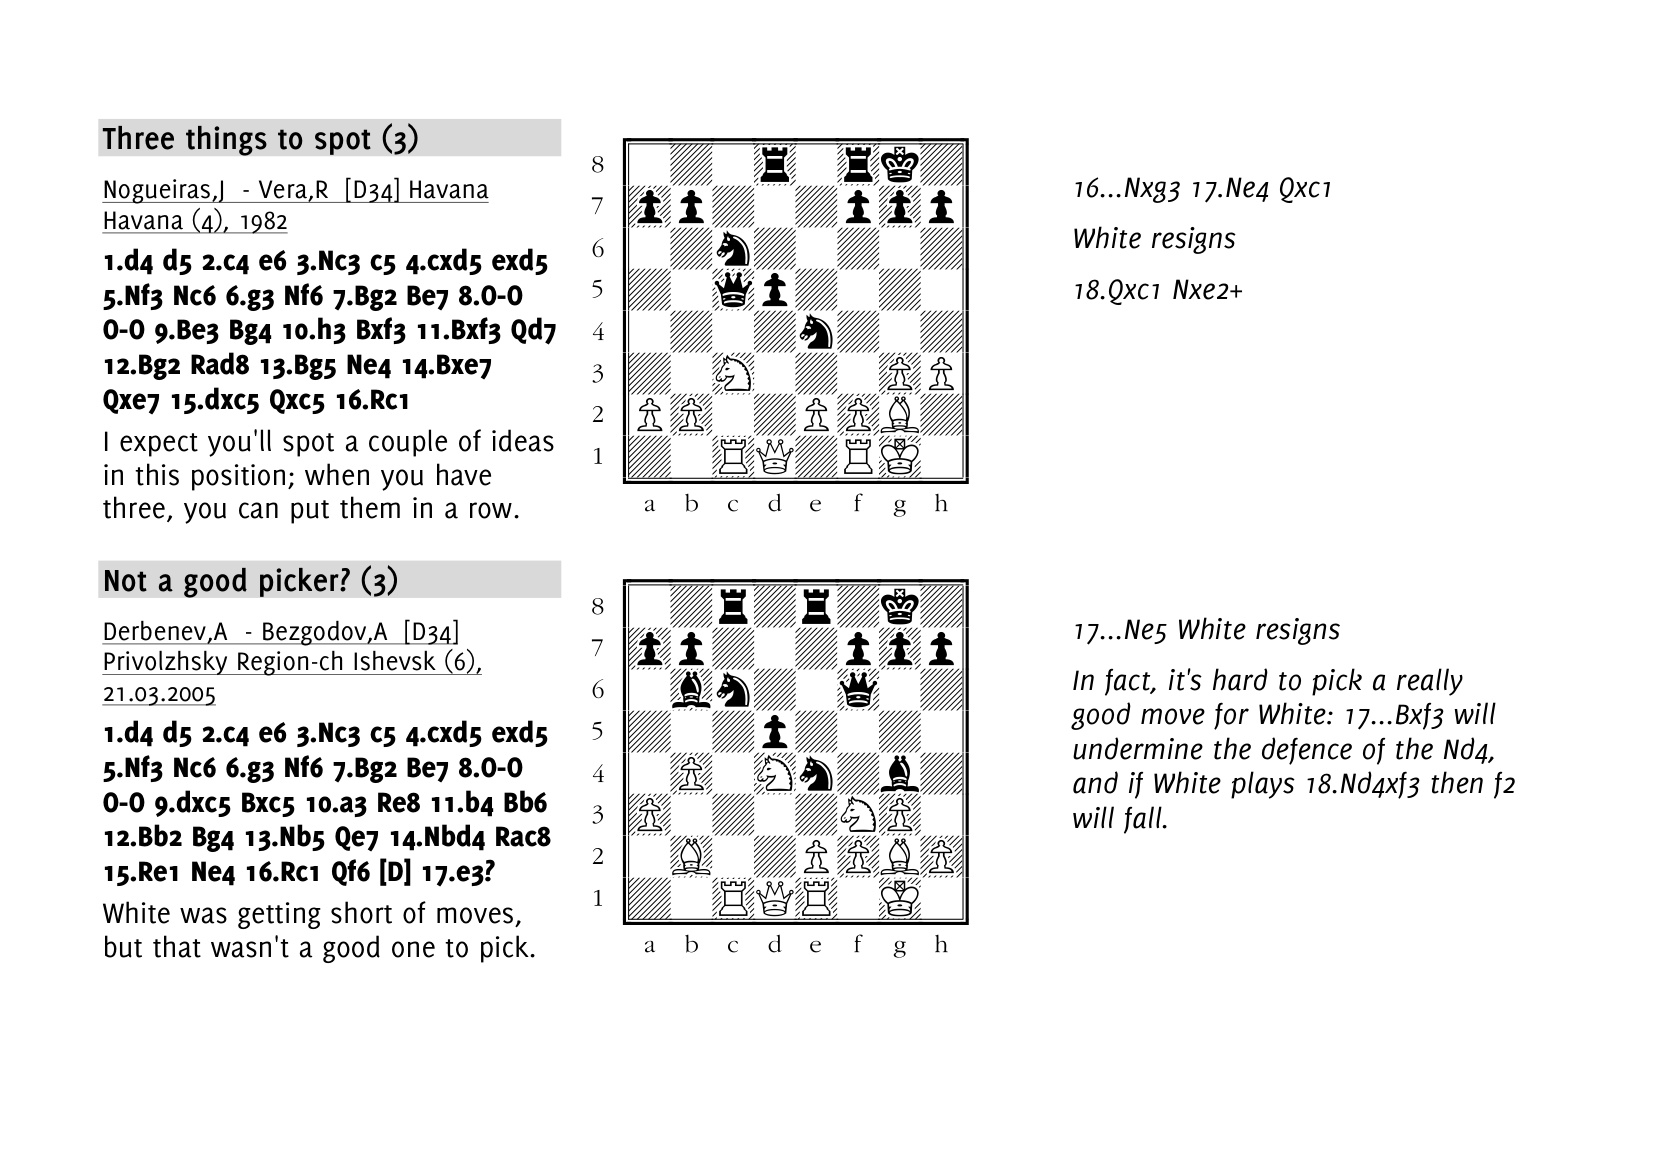 Three things to spot (3)
Nogueiras,J - Vera,R [D34] Havana
Havana (4), 1982
1.d4 d5 2.c4 e6 3.Nc3 c5 4.cxd5 exd5
5.Nf3 Nc6 6.g3 Nf6 7.Bg2 Be7 8.0-0
0-0 9.Be3 Bg4 10.h3 Bxf3 11.Bxf3 Qd7
12.Bg2 Rad8 13.Bg5 Ne4 14.Bxe7
Qxe7 15.dxc5 Qxc5 16.Rc1
I expect you'll spot a couple of ideas
in this position; when you have
three, you can put them in a row.
8
7
6
5
4
3
2
1
a b c d e f g h
16...Nxg3 17.Ne4 Qxc1
White resigns
18.Qxc1 Nxe2+
Not a good picker? (3)
Derbenev,A - Bezgodov,A [D34]
Privolzhsky Region-ch Ishevsk (6),
21.03.2005
1.d4 d5 2.c4 e6 3.Nc3 c5 4.cxd5 exd5
5.Nf3 Nc6 6.g3 Nf6 7.Bg2 Be7 8.0-0
0-0 9.dxc5 Bxc5 10.a3 Re8 11.b4 Bb6
12.Bb2 Bg4 13.Nb5 Qe7 14.Nbd4 Rac8
15.Re1 Ne4 16.Rc1 Qf6 [D] 17.e3?
White was getting short of moves,
but that wasn't a good one to pick.
8
7
6
5
4
3
2
1
a b c d e f g h
17...Ne5 White resigns
In fact, it's hard to pick a really
good move for White: 17...Bxf3 will
undermine the defence of the Nd4,
and if White plays 18.Nd4xf3 then f2
will fall.